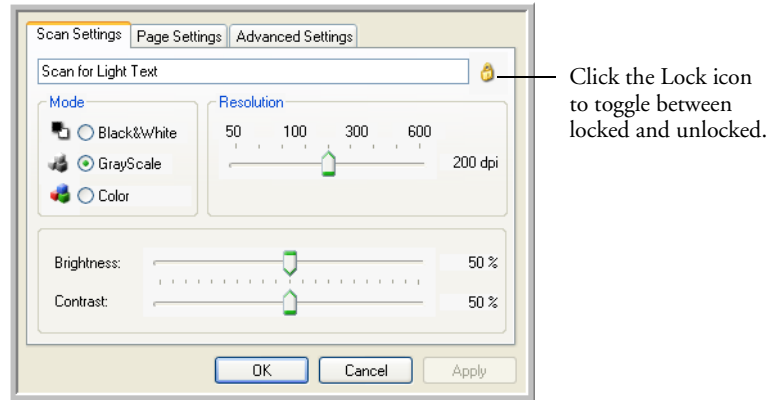 Scan Settings Page Settings Advanced Settings
Scan for Light Text
Click the Lock icon
to toggle between
locked and unlocked.
Mode
Black&White
GrayScale
Color
Resolution
50 100 300 600
200 dpi
Brightness: 50 %
Contrast: 50 %
OK Cancel Apply